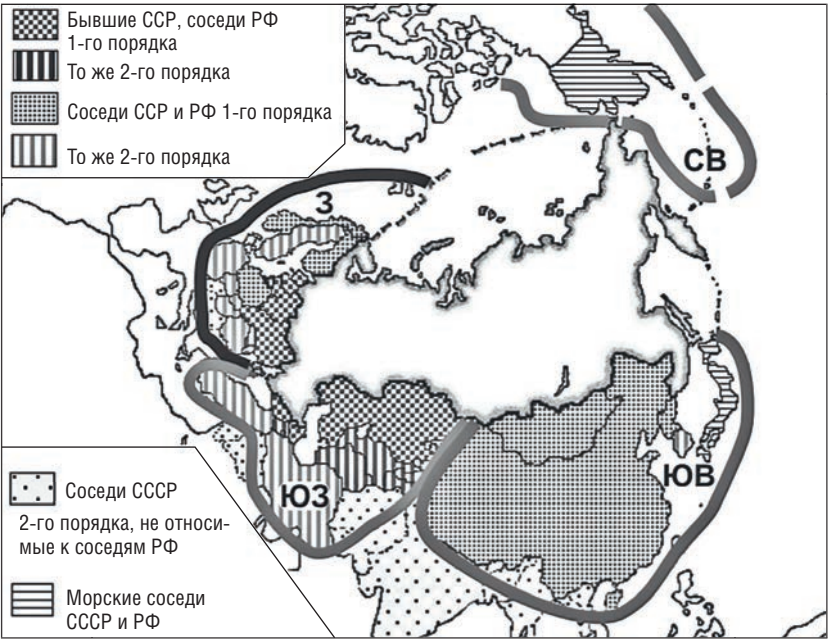 Бывшие ССР, соседи РФ
1-го порядка
То же 2-го порядка
Соседи ССР и РФ 1-го порядка
То же 2-го порядка
СВ
З
ЮЗ
ЮВ
Соседи СССР
2-го порядка, не относи-
мые к соседям РФ
Морские соседи
СССР и РФ